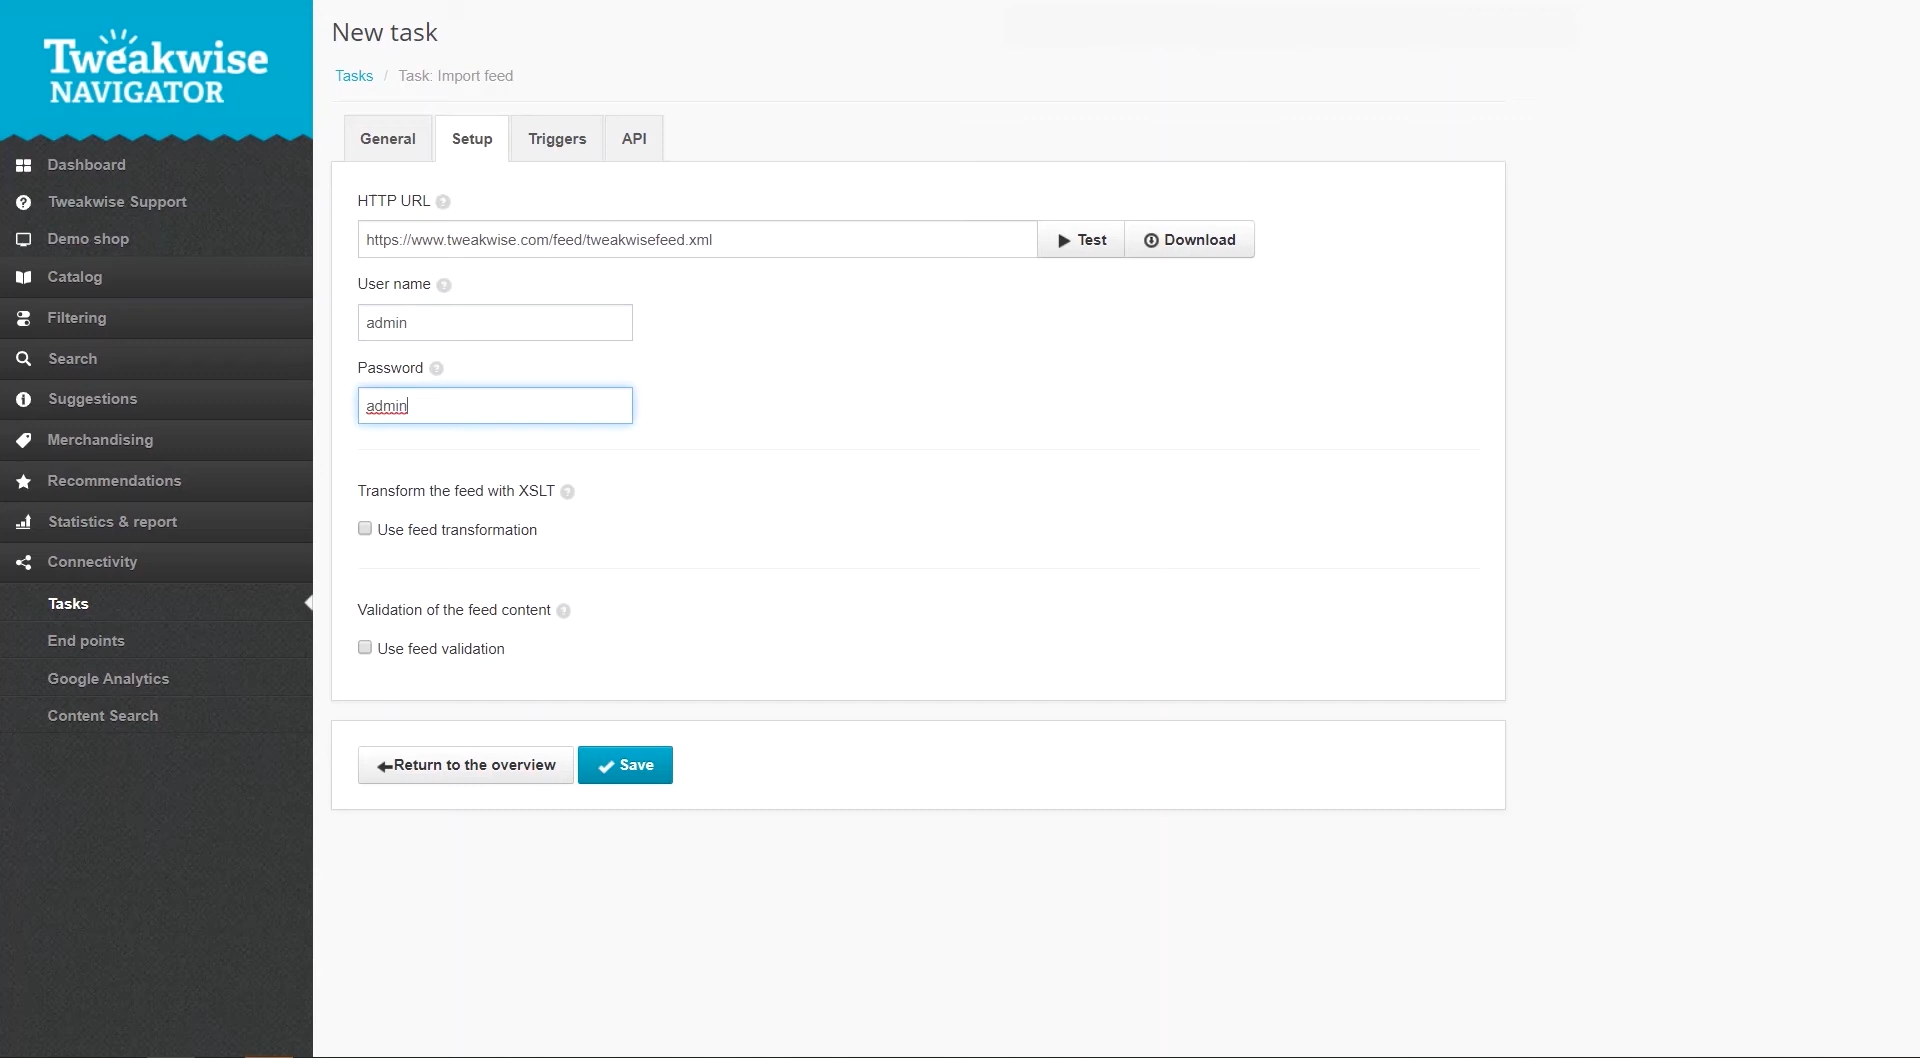 Tweakwise
NAVIGATOR
Dashboard
Tweakwise Support
Demo shop
Catalog
Filtering
Search
Suggestions
Merchandising
Recommendations
Statistics & report
Connectivity
Tasks
End points
Google Analytics
Content Search
New task
Tasks / Task: Import feed
General Setup Triggers API
HTTP URL ?
https://www.tweakwise.com/feed/tweakwisefeed.xml Test Download
User name ?
admin
Password ?
admin
Transform the feed with XSLT ?
Use feed transformation
Validation of the feed content ?
Use feed validation
Return to the overview Save